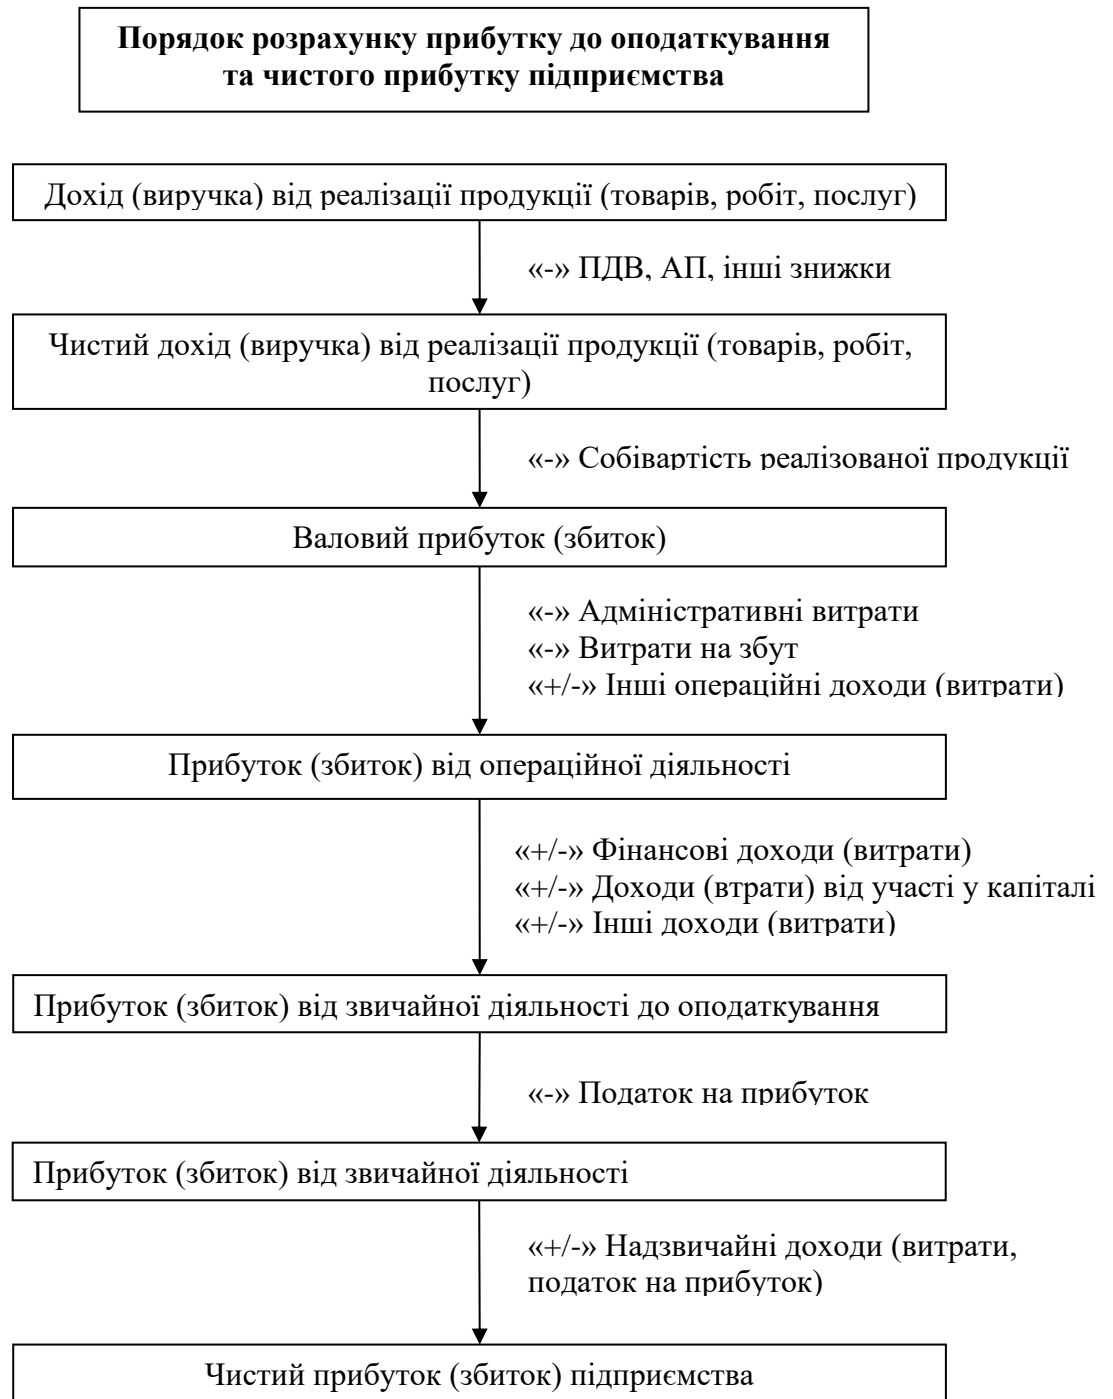 Порядок розрахунку прибутку до оподаткування
та чистого прибутку підприємства
Дохід (виручка) від реалізації продукції (товарів, робіт, послуг)
«-» ПДВ, АП, інші знижки
Чистий дохід (виручка) від реалізації продукції (товарів, робіт,
послуг)
«-» Собівартість реалізованої продукції
Валовий прибуток (збиток)
«-» Адміністративні витрати
«-» Витрати на збут
«+/-» Інші операційні доходи (витрати)
Прибуток (збиток) від операційної діяльності
«+/-» Фінансові доходи (витрати)
«+/-» Доходи (втрати) від участі у капіталі
«+/-» Інші доходи (витрати)
Прибуток (збиток) від звичайної діяльності до оподаткування
«-» Податок на прибуток
Прибуток (збиток) від звичайної діяльності
«+/-» Надзвичайні доходи (витрати,
податок на прибуток)
Чистий прибуток (збиток) підприємства